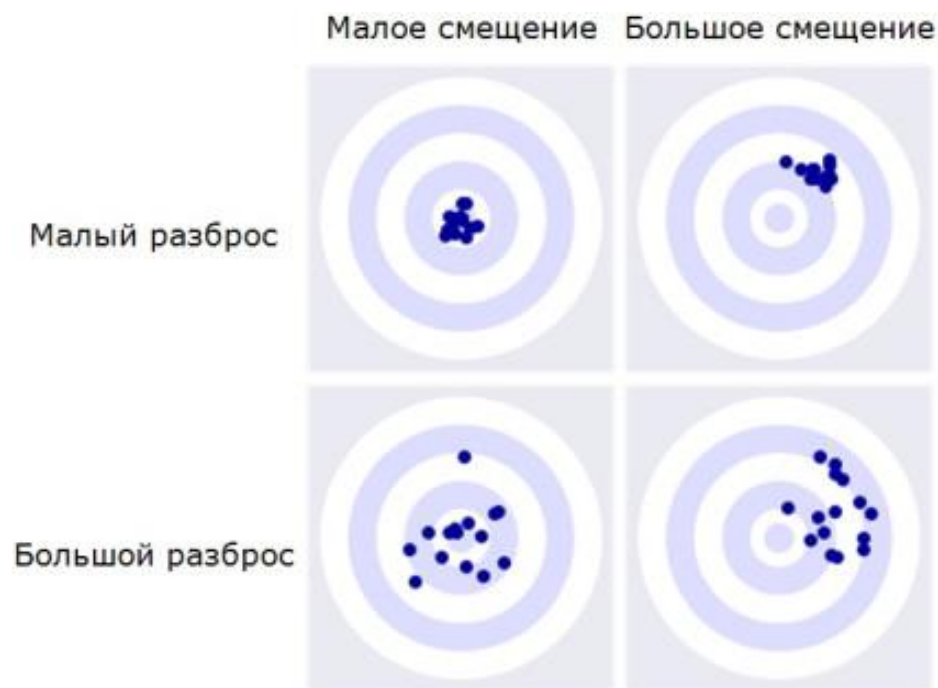 Малое смещение
Большое смещение
Малый разброс
Большой разброс